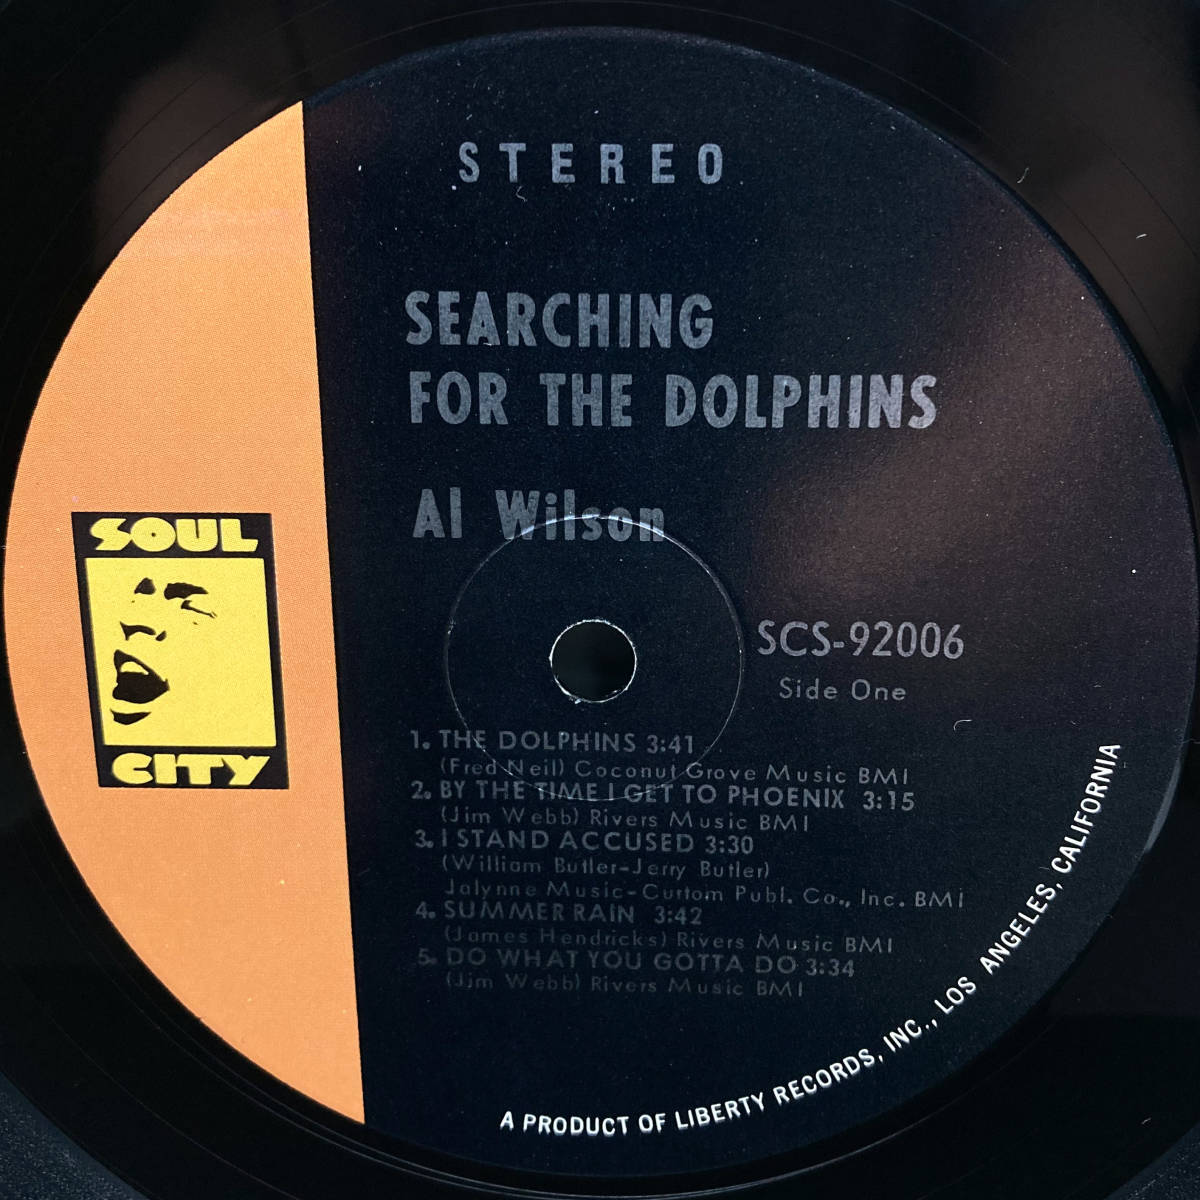 STEREO
SEARCHING
FOR THE DOLPHINS
Al Wilson
SOUL
CITY
SCS-92006
Side One
1. THE DOLPHINS 3:41
(Fred Neil) Coconut Grove Music BMI
2. BY THE TIME I GET TO PHOENIX 3:15
(Jim Webb) Rivers Music BMI
3. I STAND ACCUSED 3:30
(William Butler-Jerry Butler)
Jalynne Music-Curtom Publ. Co., Inc. BMI
4. SUMMER RAIN 3:42
(James Hendricks) Rivers Music BMI
5. DO WHAT YOU GOTTA DO 3:34
(Jim Webb) Rivers Music BMI
A PRODUCT OF LIBERTY RECORDS, INC., LOS ANGELES, CALIFORNIA